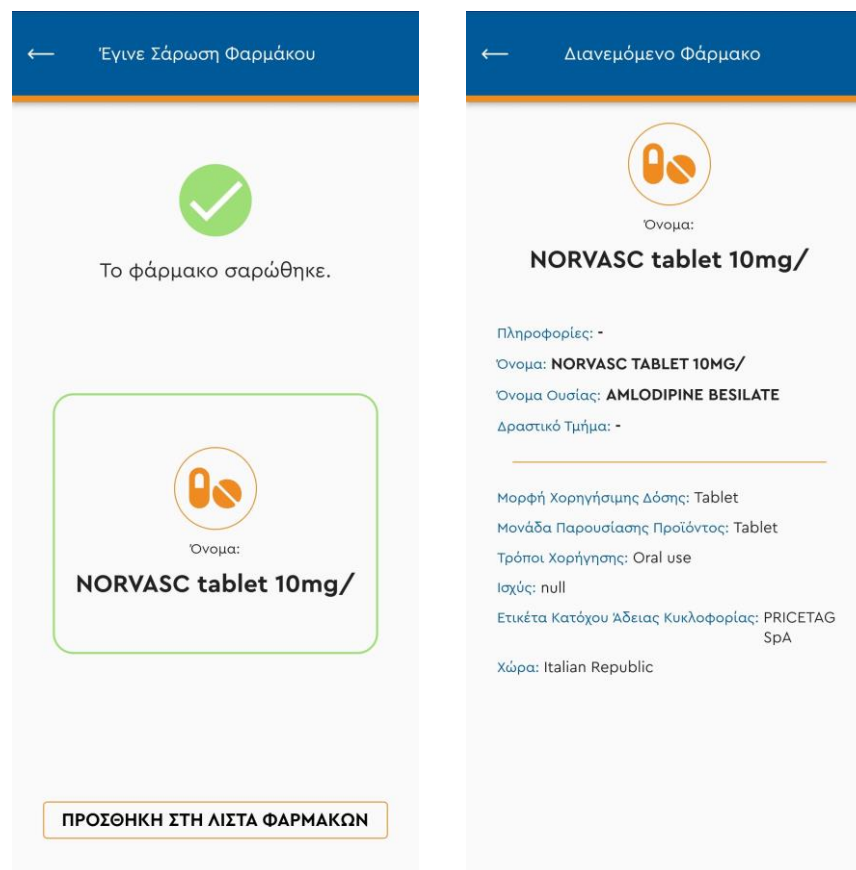 Έγινε Σάρωση Φαρμάκου
Το φάρμακο σαρώθηκε.
Όνομα:
NORVASC tablet 10mg/
ΠΡΟΣΘΗΚΗ ΣΤΗ ΛΙΣΤΑ ΦΑΡΜΑΚΩΝ
Διανεμόμενο Φάρμακο
Όνομα:
NORVASC tablet 10mg/
Πληροφορίες: -
Όνομα: NORVASC TABLET 10MG/
Όνομα Ουσίας: AMLODIPINE BESILATE
Δραστικό Τμήμα: -
Μορφή Χορηγήσιμης Δόσης: Tablet
Μονάδα Παρουσίασης Προϊόντος: Tablet
Τρόποι Χορήγησης: Oral use
Ισχύς: null
Ετικέτα Κατόχου Άδειας Κυκλοφορίας: PRICETAG
SpA
Χώρα: Italian Republic